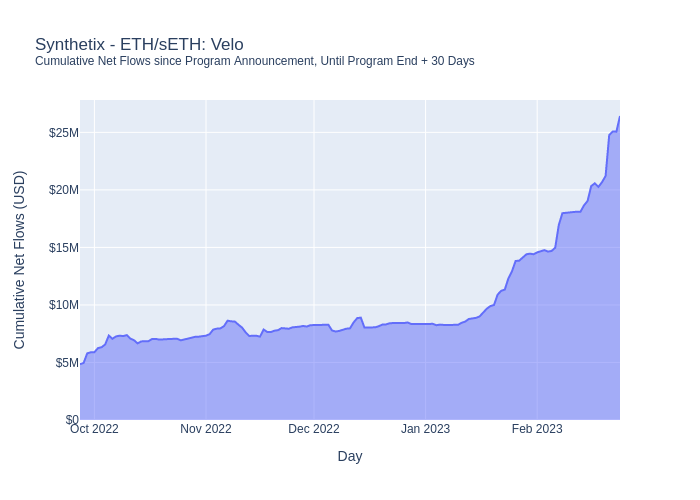 Synthetix - ETH/sETH: Velo
Cumulative Net Flows since Program Announcement, Until Program End + 30 Days
Cumulative Net Flows (USD)
$25M
$20M
$15M
$10M
$5M
$0
Oct 2022 Nov 2022 Dec 2022 Jan 2023 Feb 2023
Day